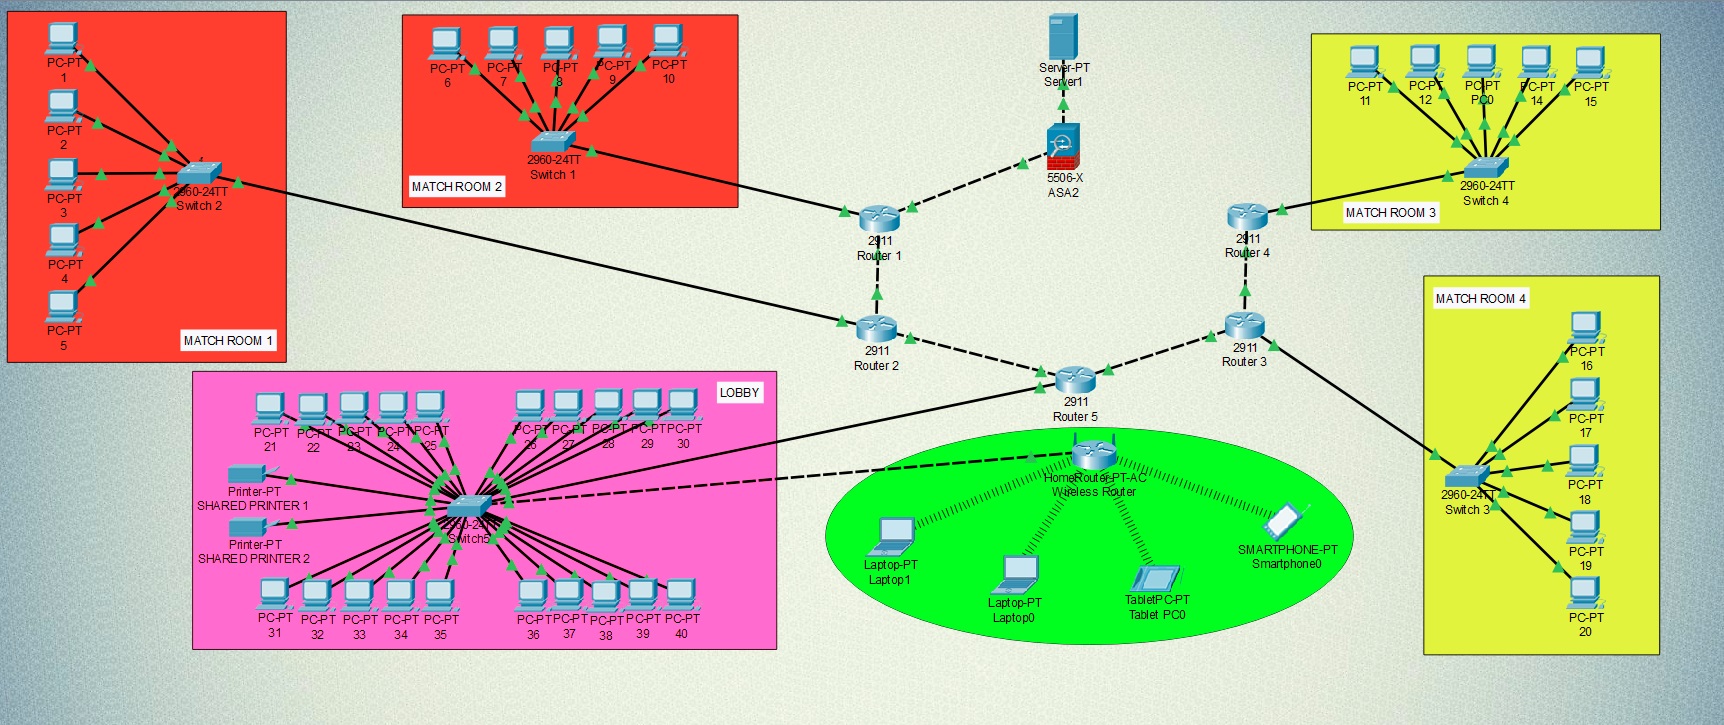 PC-PT
1
PC-PT
2
PC-PT
3
PC-PT
4
PC-PT
5
2960-24TT
Switch 2
MATCH ROOM 1
PC-PT
6
PC-PT
7
PC-PT
8
PC-PT
9
PC-PT
10
2960-24TT
Switch 1
MATCH ROOM 2
Server-PT
Server1
5506-X
ASA2
2911
Router 1
2911
Router 2
2911
Router 4
2911
Router 3
2911
Router 5
PC-PT
11
PC-PT
12
PC-PT
PC0
PC-PT
14
PC-PT
15
2960-24TT
Switch 4
MATCH ROOM 3
MATCH ROOM 4
PC-PT
16
PC-PT
17
PC-PT
18
PC-PT
19
PC-PT
20
2960-24TT
Switch 3
LOBBY
PC-PT
21
PC-PT
22
PC-PT
23
PC-PT
24
PC-PT
25
PC-PT
26
PC-PT
27
PC-PT
28
PC-PT
29
PC-PT
30
Printer-PT
SHARED PRINTER 1
Printer-PT
SHARED PRINTER 2
2960-24TT
Switch5
PC-PT
31
PC-PT
32
PC-PT
33
PC-PT
34
PC-PT
35
PC-PT
36
PC-PT
37
PC-PT
38
PC-PT
39
PC-PT
40
HomeRouter-PT-AC
Wireless Router
Laptop-PT
Laptop1
Laptop-PT
Laptop0
TabletPC-PT
Tablet PC0
SMARTPHONE-PT
Smartphone0